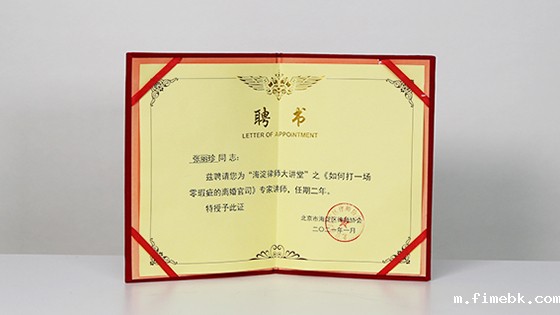 聘书
LETTER OF APPOINTMENT
张丽珍 同志：
兹聘请您为“海淀律师大讲堂”之《如何打一场
零瑕疵的离婚官司》专家讲师，任期二年。
特授予此证
北京市海淀区律师协会
二〇二一年一月
m.fimebk.com